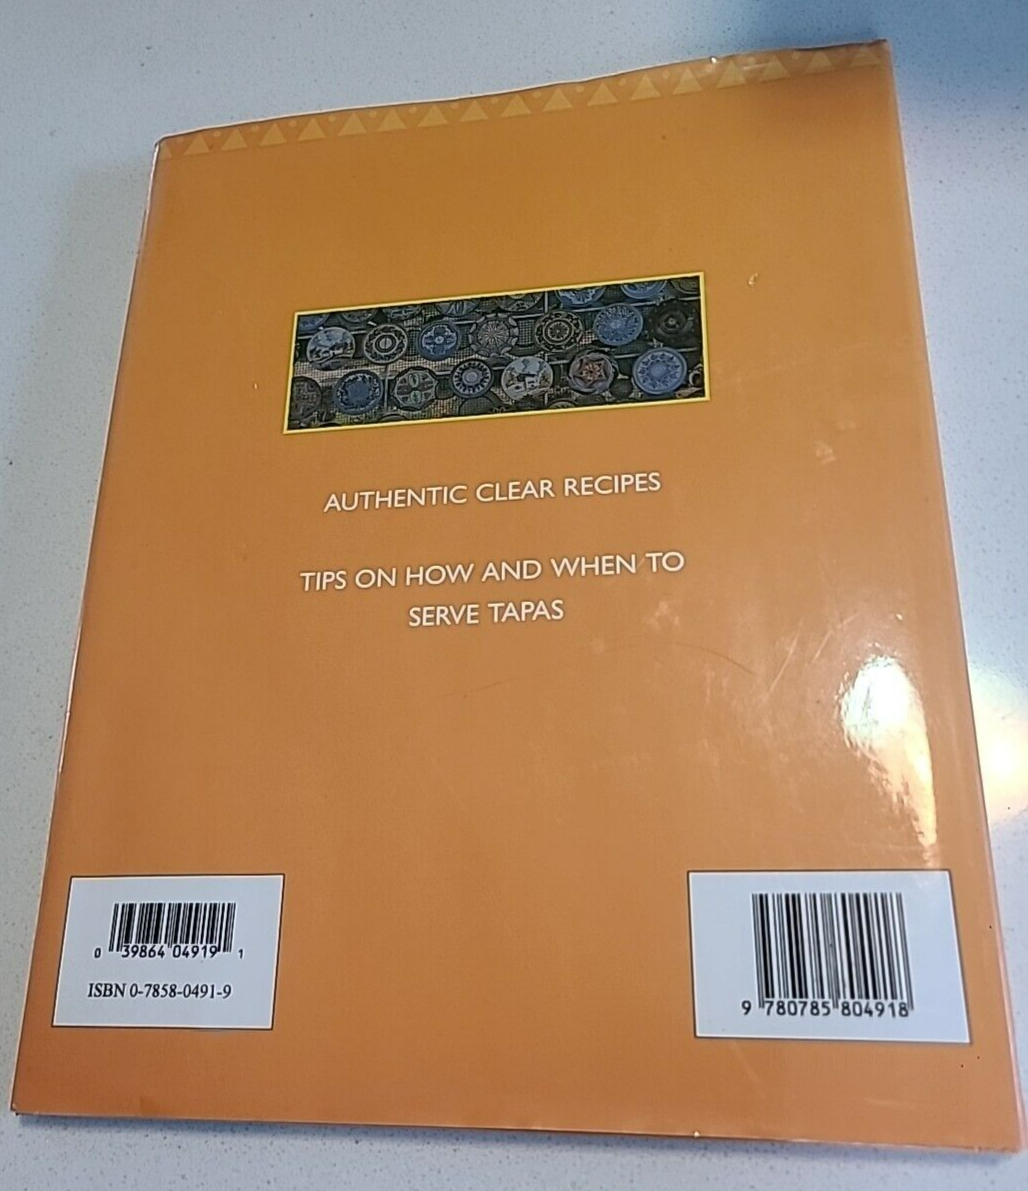 AUTHENTIC CLEAR RECIPES
TIPS ON HOW AND WHEN TO
SERVE TAPAS
0 39864 04919 1
ISBN 0-7858-0491-9
9 780785 804918